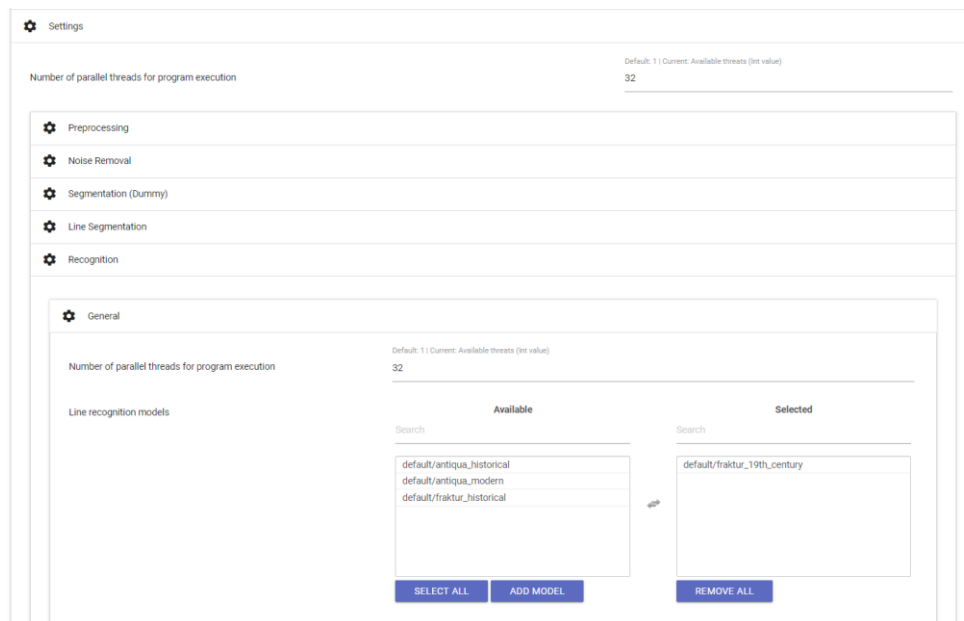 Settings
Default: 1 | Current: Available threats (Int value)
Number of parallel threads for program execution
32
Preprocessing
Noise Removal
Segmentation (Dummy)
Line Segmentation
Recognition
General
Default: 1 | Current: Available threats (Int value)
Number of parallel threads for program execution
32
Line recognition models
Available
Selected
Search
Search
default/antiqua_historical
default/fraktur_19th_century
default/antiqua_modern
default/fraktur_historical
SELECT ALL
ADD MODEL
REMOVE ALL